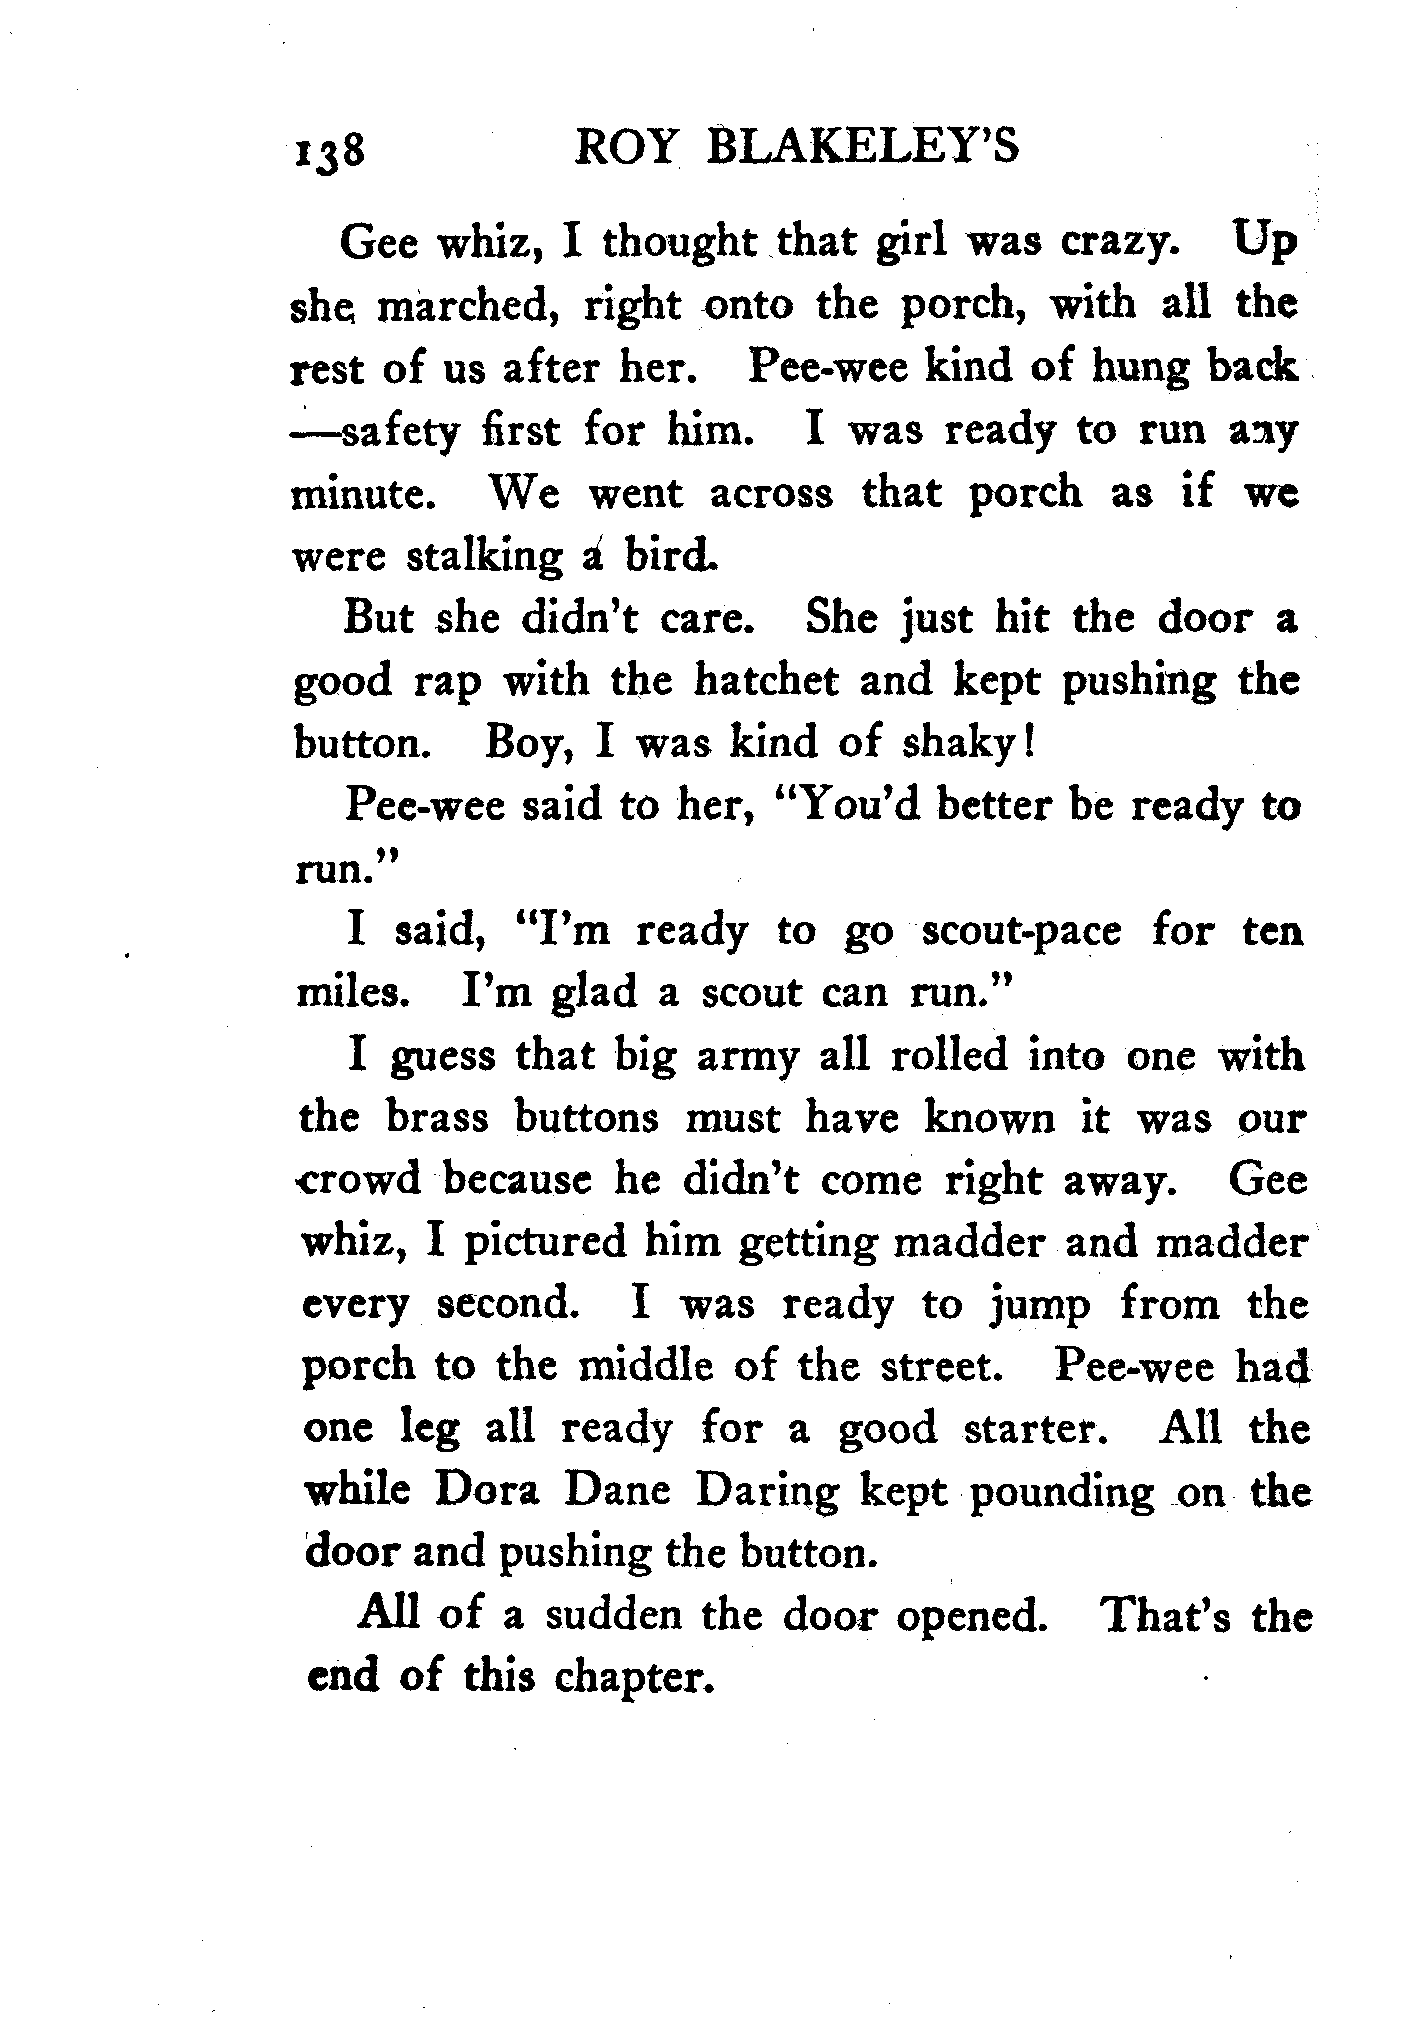 138 ROY BLAKELEY'S
Gee whiz, I thought that girl was crazy. Up
she marched, right onto the porch, with all the
rest of us after her. Pee-wee kind of hung back
—safety first for him. I was ready to run any
minute. We went across that porch as if we
were stalking a bird.
But she didn't care. She just hit the door a
good rap with the hatchet and kept pushing the
button. Boy, I was kind of shaky!
Pee-wee said to her, "You'd better be ready to
run."
I said, "I'm ready to go scout-pace for ten
miles. I'm glad a scout can run."
I guess that big army all rolled into one with
the brass buttons must have known it was our
crowd because he didn't come right away. Gee
whiz, I pictured him getting madder and madder
every second. I was ready to jump from the
porch to the middle of the street. Pee-wee had
one leg all ready for a good starter. All the
while Dora Dane Daring kept pounding on the
door and pushing the button.
All of a sudden the door opened. That's the
end of this chapter.